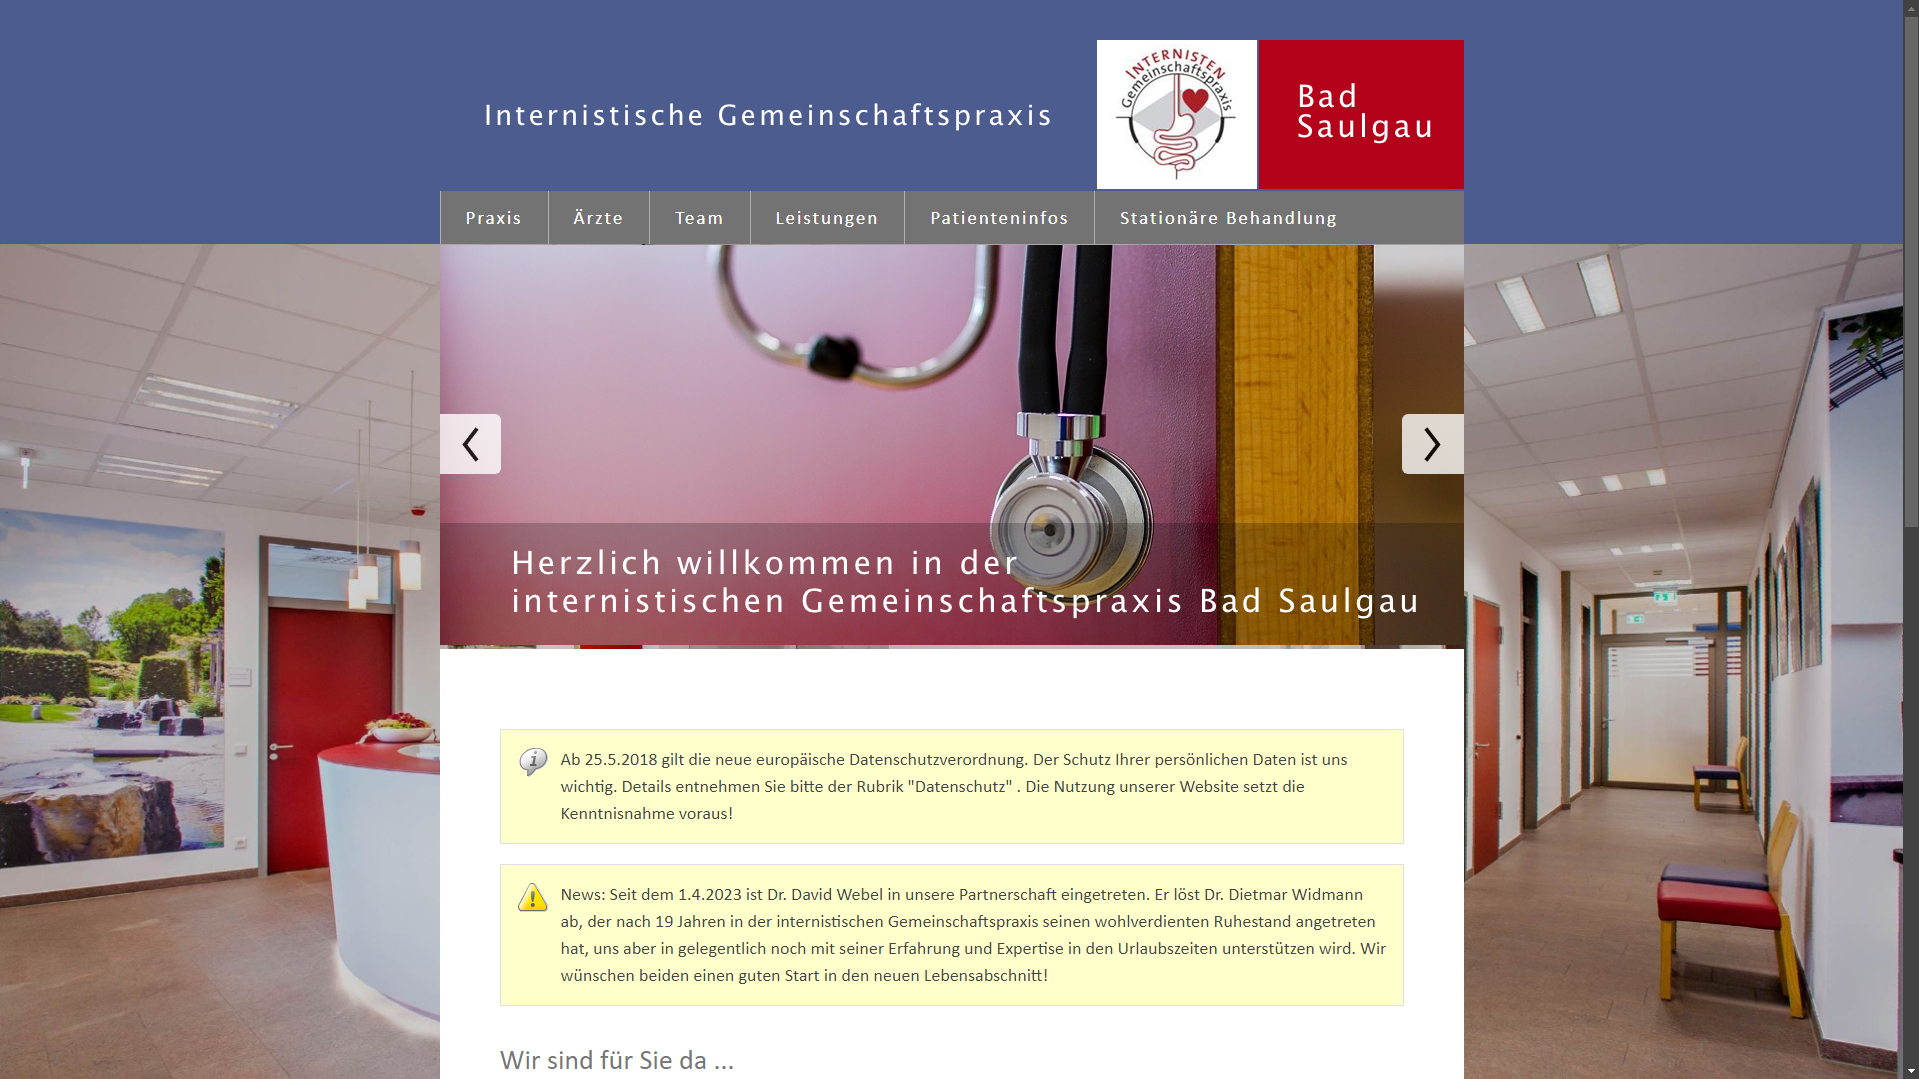 Internistische Gemeinschaftspraxis
INTERNISTEN
Gemeinschaftspraxis
Bad
Saulgau
Praxis
Ärzte
Team
Leistungen
Patienteninfos
Stationäre Behandlung
Herzlich willkommen in der
internistischen Gemeinschaftspraxis Bad Saulgau
Ab 25.5.2018 gilt die neue europäische Datenschutzverordnung. Der Schutz Ihrer persönlichen Daten ist uns
wichtig. Details entnehmen Sie bitte der Rubrik "Datenschutz" . Die Nutzung unserer Website setzt die
Kenntnisnahme voraus!
News: Seit dem 1.4.2023 ist Dr. David Webel in unsere Partnerschaft eingetreten. Er löst Dr. Dietmar Widmann
ab, der nach 19 Jahren in der internistischen Gemeinschaftspraxis seinen wohlverdienten Ruhestand angetreten
hat, uns aber in gelegentlich noch mit seiner Erfahrung und Expertise in den Urlaubszeiten unterstützen wird. Wir
wünschen beiden einen guten Start in den neuen Lebensabschnitt!
Wir sind für Sie da ...